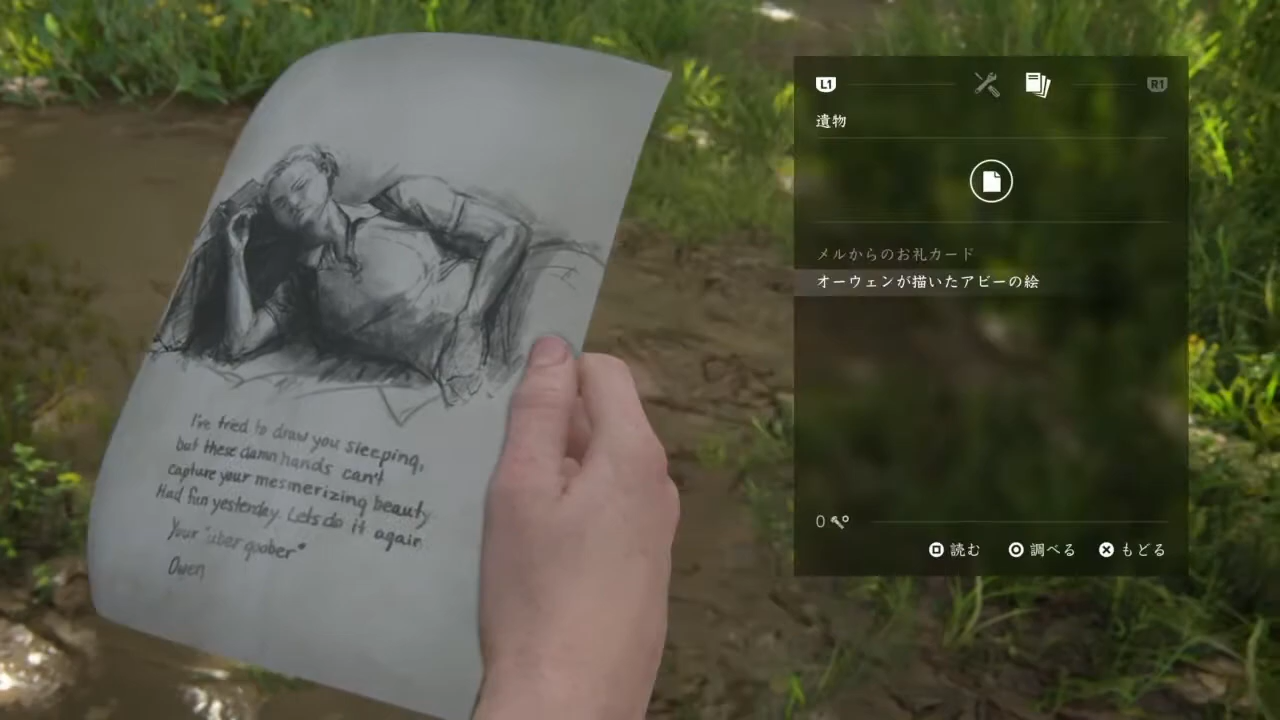 I've tried to draw you sleeping,
but these damn hands can't
capture your mesmerizing beauty.
Had fun yesterday. Lets do it again.
Your "uber goober"
Owen
L1
R1
遺物
メルからのお礼カード
オーウェンが描いたアビーの絵
0
読む 調べる もどる